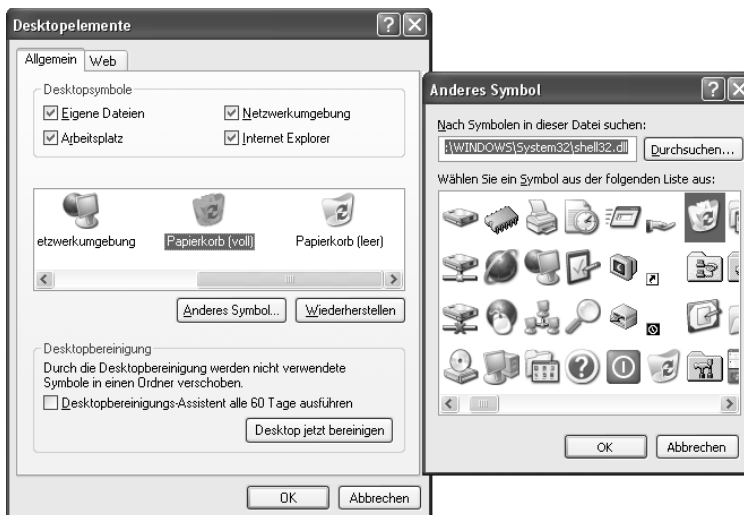 Desktopelemente
Allgemein
Web
Desktopsymbole
Eigene Dateien
Netzwerkumgebung
Arbeitsplatz
Internet Explorer
etzwerkumgebung
Papierkorb (voll)
Papierkorb (leer)
Anderes Symbol...
Wiederherstellen
Desktopbereinigung
Durch die Desktopbereinigung werden nicht verwendete
Symbole in einen Ordner verschoben.
Desktopbereinigungs-Assistent alle 60 Tage ausführen
Desktop jetzt bereinigen
OK
Abbrechen
Anderes Symbol
Nach Symbolen in dieser Datei suchen:
:\WINDOWS\System32\shell32.dll
Durchsuchen...
Wählen Sie ein Symbol aus der folgenden Liste aus:
OK
Abbrechen